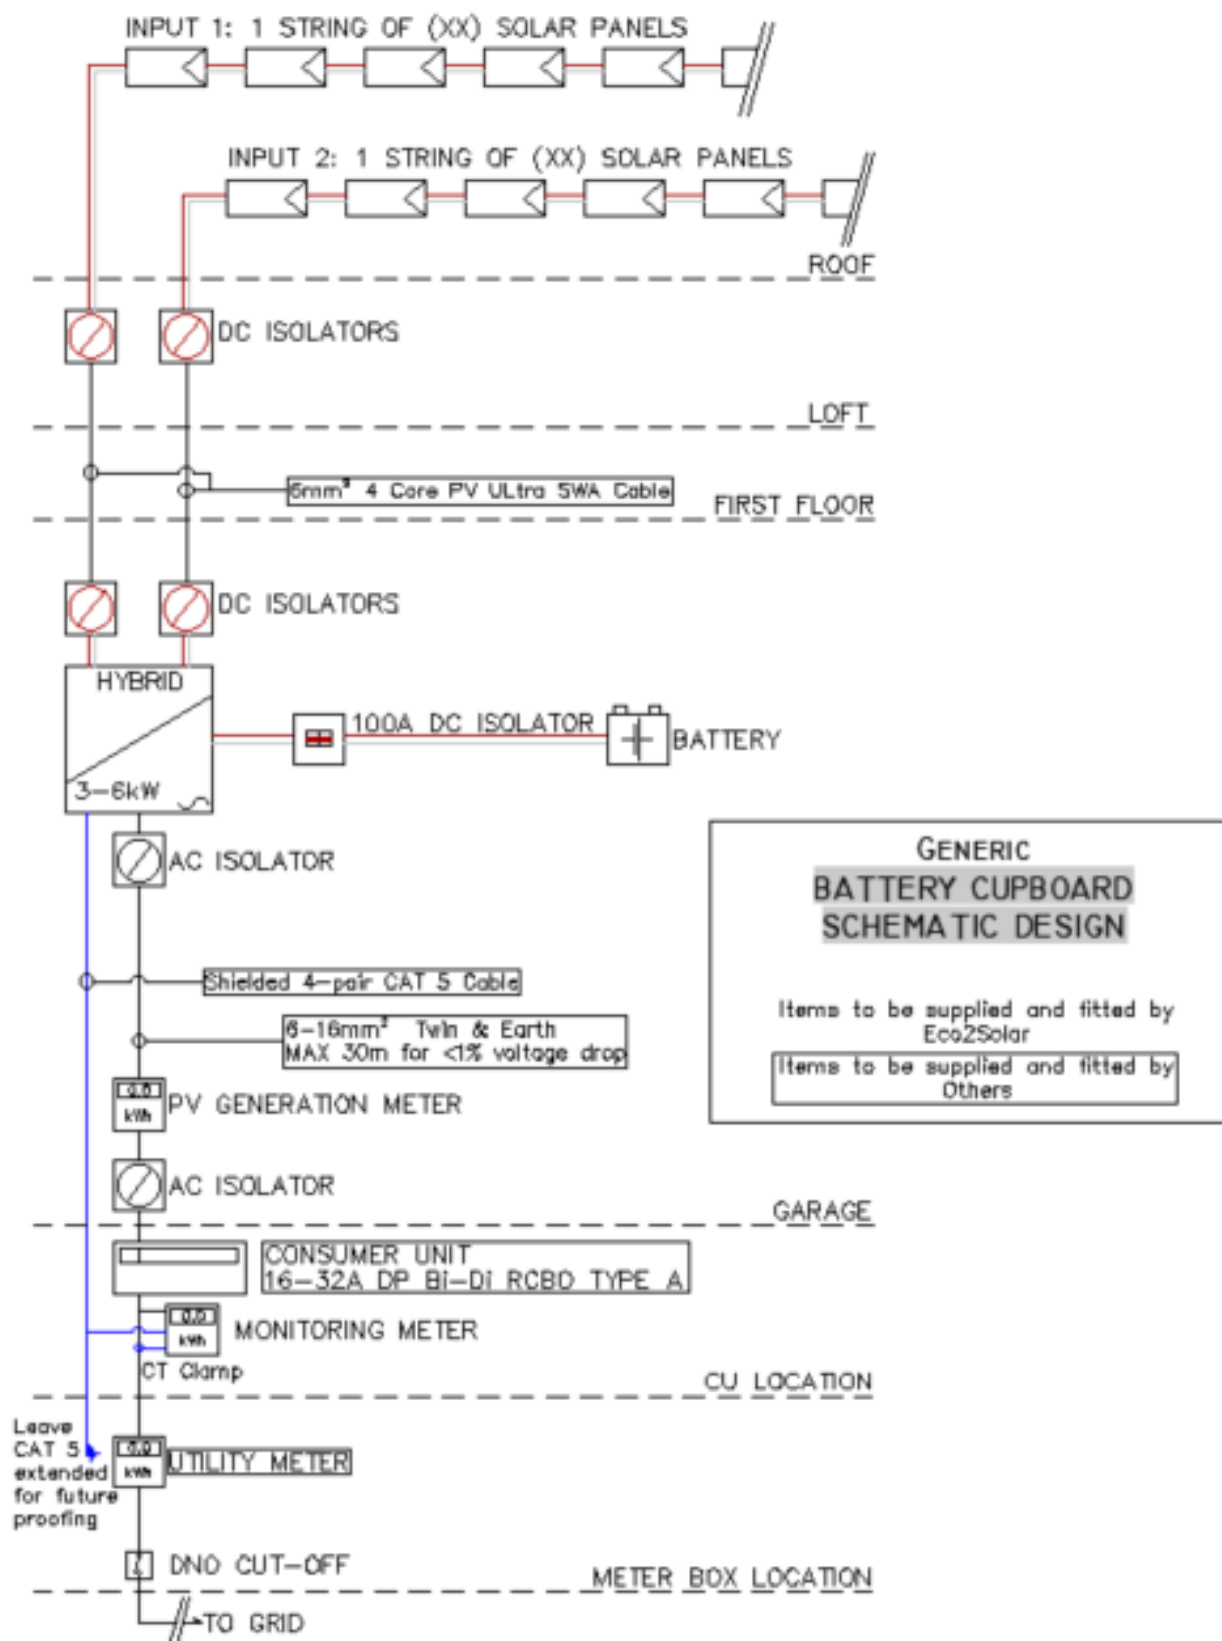 INPUT 1: 1 STRING OF (XX) SOLAR PANELS
INPUT 2: 1 STRING OF (XX) SOLAR PANELS
ROOF
DC ISOLATORS
LOFT
6mm² 4 Core PV ULtra SWA Cable
FIRST FLOOR
DC ISOLATORS
HYBRID
3-6kW
100A DC ISOLATOR
BATTERY
AC ISOLATOR
GENERIC
BATTERY CUPBOARD
SCHEMATIC DESIGN
Items to be supplied and fitted by
Eco2Solar
Items to be supplied and fitted by
Others
Shielded 4-pair CAT 5 Cable
6-16mm² Twin & Earth
MAX 30m for <1% voltage drop
0.0
kWh
PV GENERATION METER
AC ISOLATOR
GARAGE
CONSUMER UNIT
16-32A DP Bi-Di RCBO TYPE A
0.0
kWh
MONITORING METER
CT Clamp
CU LOCATION
Leave
CAT 5
extended
for future
proofing
0.0
kWh
UTILITY METER
DNO CUT-OFF
METER BOX LOCATION
TO GRID